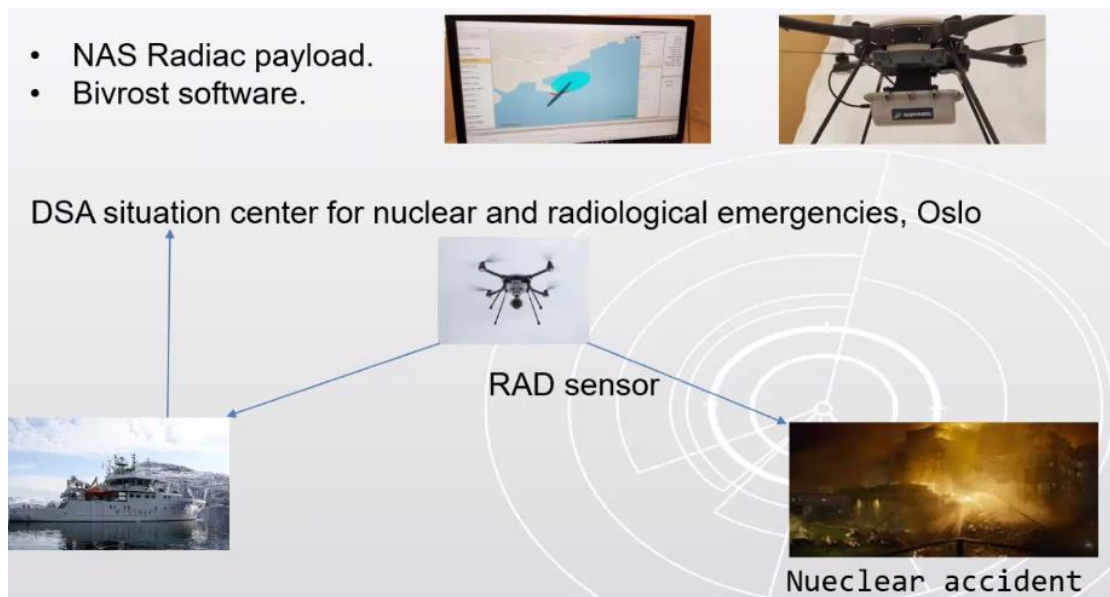 • NAS Radiac payload.
• Bivrost software.
DSA situation center for nuclear and radiological emergencies, Oslo
RAD sensor
Nueclear accident